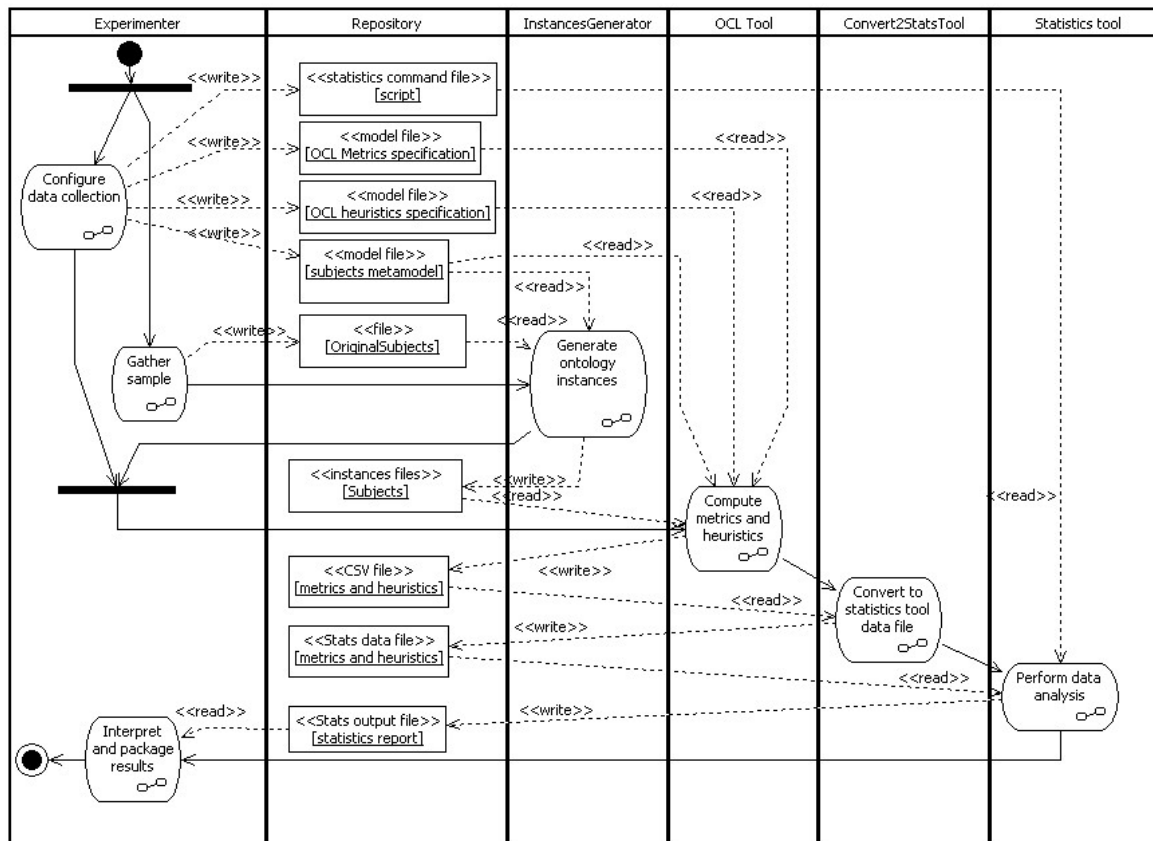 Experimenter
Repository
InstancesGenerator
OCL Tool
Convert2StatsTool
Statistics tool
<<write>>
<<statistics command file>>
[script]
<<write>>
<<model file>>
[OCL Metrics specification]
<<read>>
Configure
data collection
<<write>>
<<model file>>
[OCL heuristics specification]
<<read>>
<<write>>
<<model file>>
[subjects metamodel]
<<read>>
<<read>>
<<write>>
<<file>>
[OriginalSubjects]
<<read>>
Gather
sample
Generate
ontology
instances
<<instances files>>
[Subjects]
<<write>>
<<read>>
<<read>>
Compute
metrics and
heuristics
<<CSV file>>
[metrics and heuristics]
<<write>>
<<read>>
Convert to
statistics tool
data file
<<Stats data file>>
[metrics and heuristics]
<<write>>
<<read>>
Perform data
analysis
<<read>>
<<Stats output file>>
[statistics report]
<<write>>
Interpret
and package
results